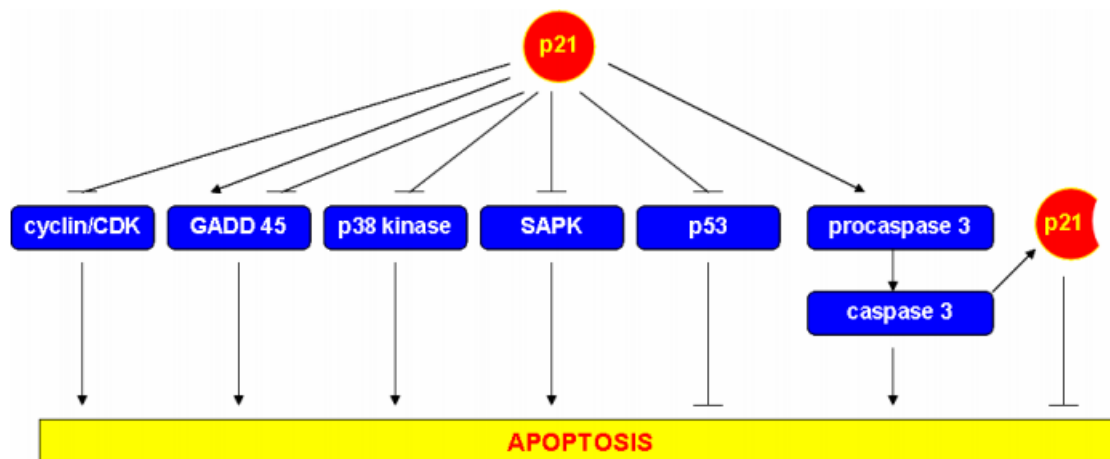 p21
cyclin/CDK
GADD 45
p38 kinase
SAPK
p53
procaspase 3
p21
caspase 3
APOPTOSIS